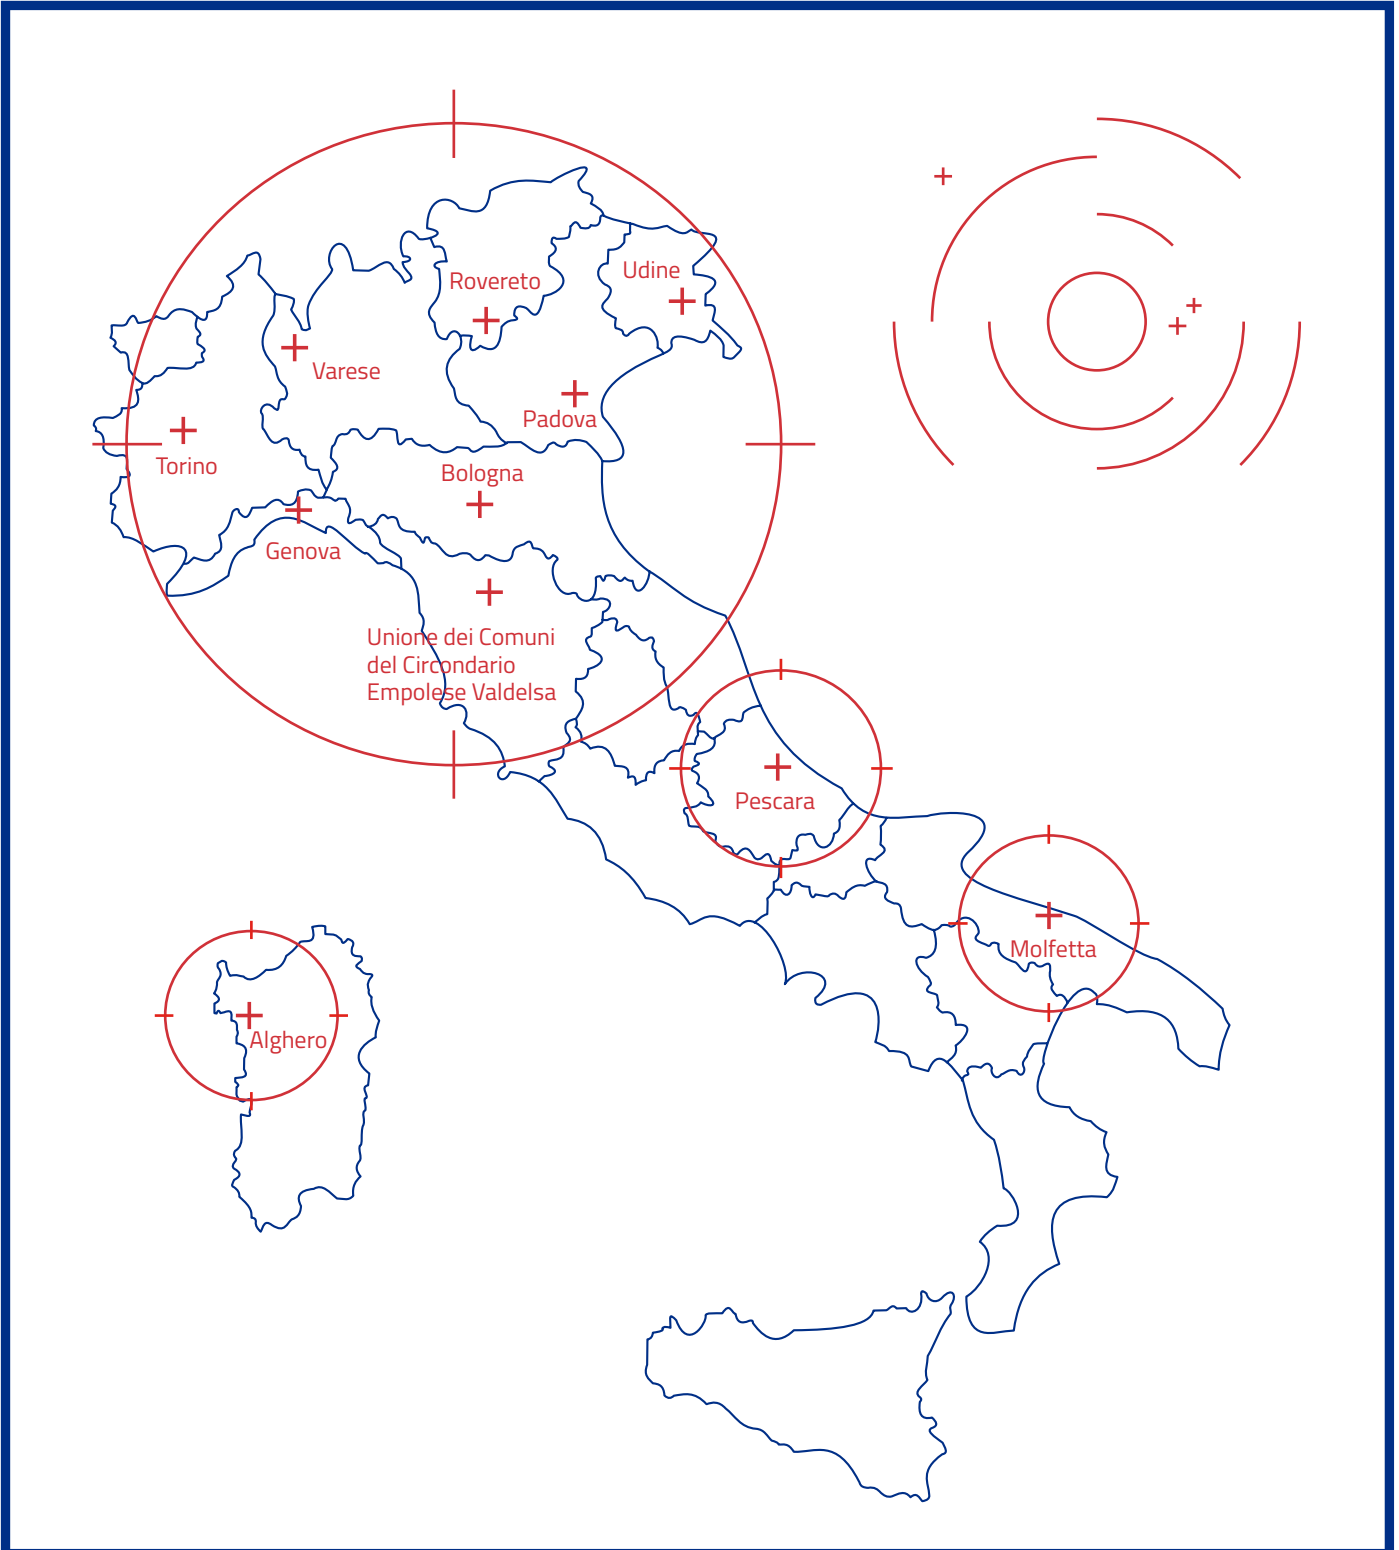 Udine
Rovereto
Varese
Padova
Torino
Bologna
Genova
Unione dei Comuni
del Circondario
Empolese Valdelsa
Pescara
Molfetta
Alghero